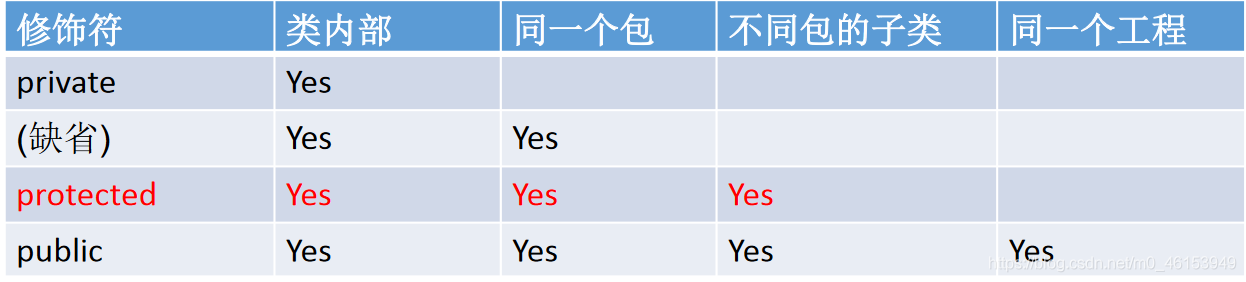 修饰符 类内部 同一个包 不同包的子类 同一个工程
private Yes
(缺省) Yes Yes
protected Yes Yes Yes
public Yes Yes Yes Yes
https://blog.csdn.net/m0_46153949